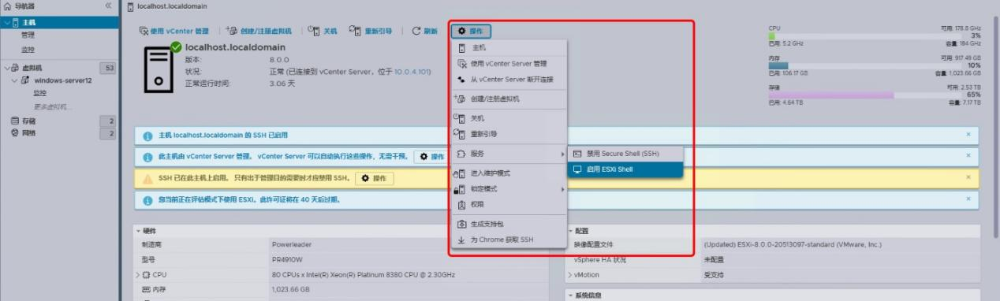 导航器
localhost.localdomain
主机
管理
监控
虚拟机 53
windows-server12
监控
更多虚拟机...
存储 2
网络 2
使用 vCenter 管理 创建/注册虚拟机 关机 重新引导 刷新 操作
localhost.localdomain
版本: 8.0.0
状况: 正常 (已连接到 vCenter Server，位于 10.0.4.101)
正常运行时间: 3.06 天
CPU 可用: 178.8 GHz
3%
已用: 5.2 GHz 容量: 184 GHz
内存 可用: 917.49 GB
10%
已用: 106.17 GB 容量: 1,023.66 GB
存储 可用: 2.53 TB
65%
已用: 4.64 TB 容量: 7.17 TB
主机
使用 vCenter Server 管理
从 vCenter Server 断开连接
创建/注册虚拟机
关机
重新引导
服务
进入维护模式
锁定模式
权限
生成支持包
为 Chrome 获取 SSH
禁用 Secure Shell (SSH)
启用 ESXi Shell
主机 localhost.localdomain 的 SSH 已启用
此主机由 vCenter Server 管理。 vCenter Server 可以自动执行这些操作，无需干预。 操作
SSH 已在此主机上启用。 只有出于管理目的需要时才应禁用 SSH。 操作
您当前正在评估模式下使用 ESXi。此许可证将在 40 天后过期。
硬件
制造商 Powerleader
型号 PR4910W
CPU 80 CPUs x Intel(R) Xeon(R) Platinum 8380 CPU @ 2.30GHz
内存 1,023.66 GB
配置
映像配置文件 (Updated) ESXi-8.0.0-20513097-standard (VMware, Inc.)
vSphere HA 状况 未配置
vMotion 受支持
系统信息